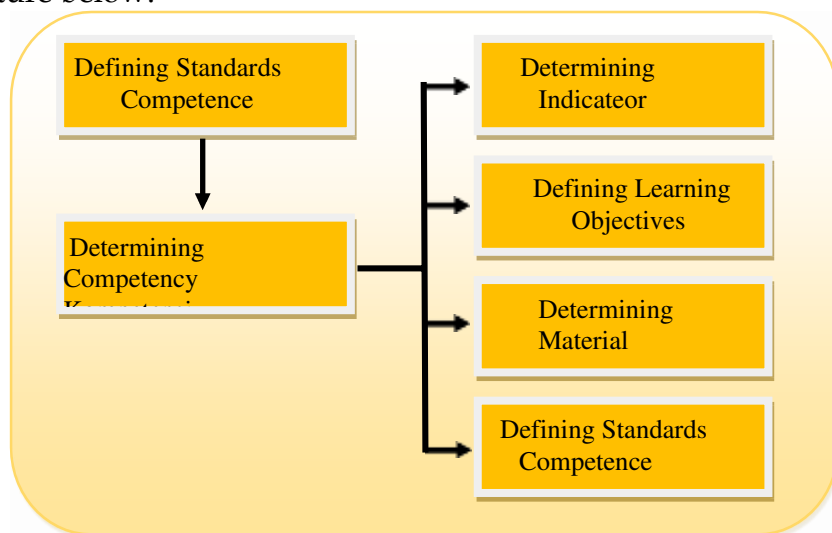 Defining Standards
Competence
Determining
Competency
Determining
Indicateor
Defining Learning
Objectives
Determining
Material
Defining Standards
Competence